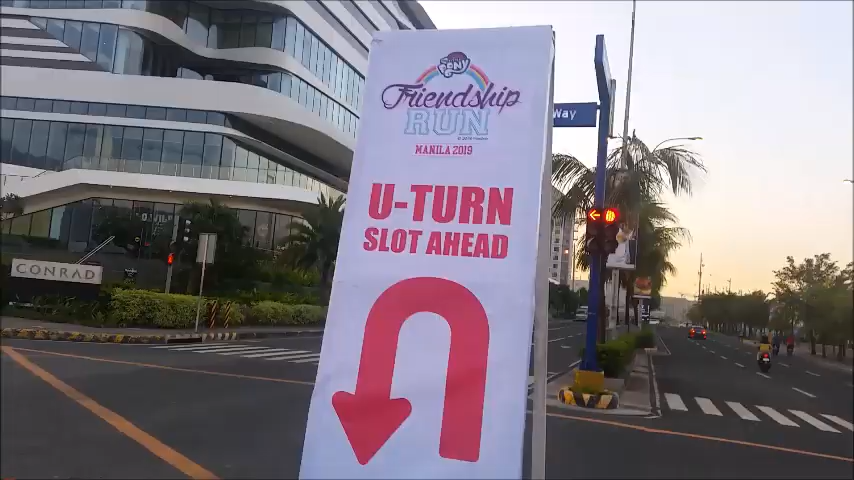 My Little
PONY
Friendship
RUN
MANILA 2019
U-TURN
SLOT AHEAD
Way
CONRAD